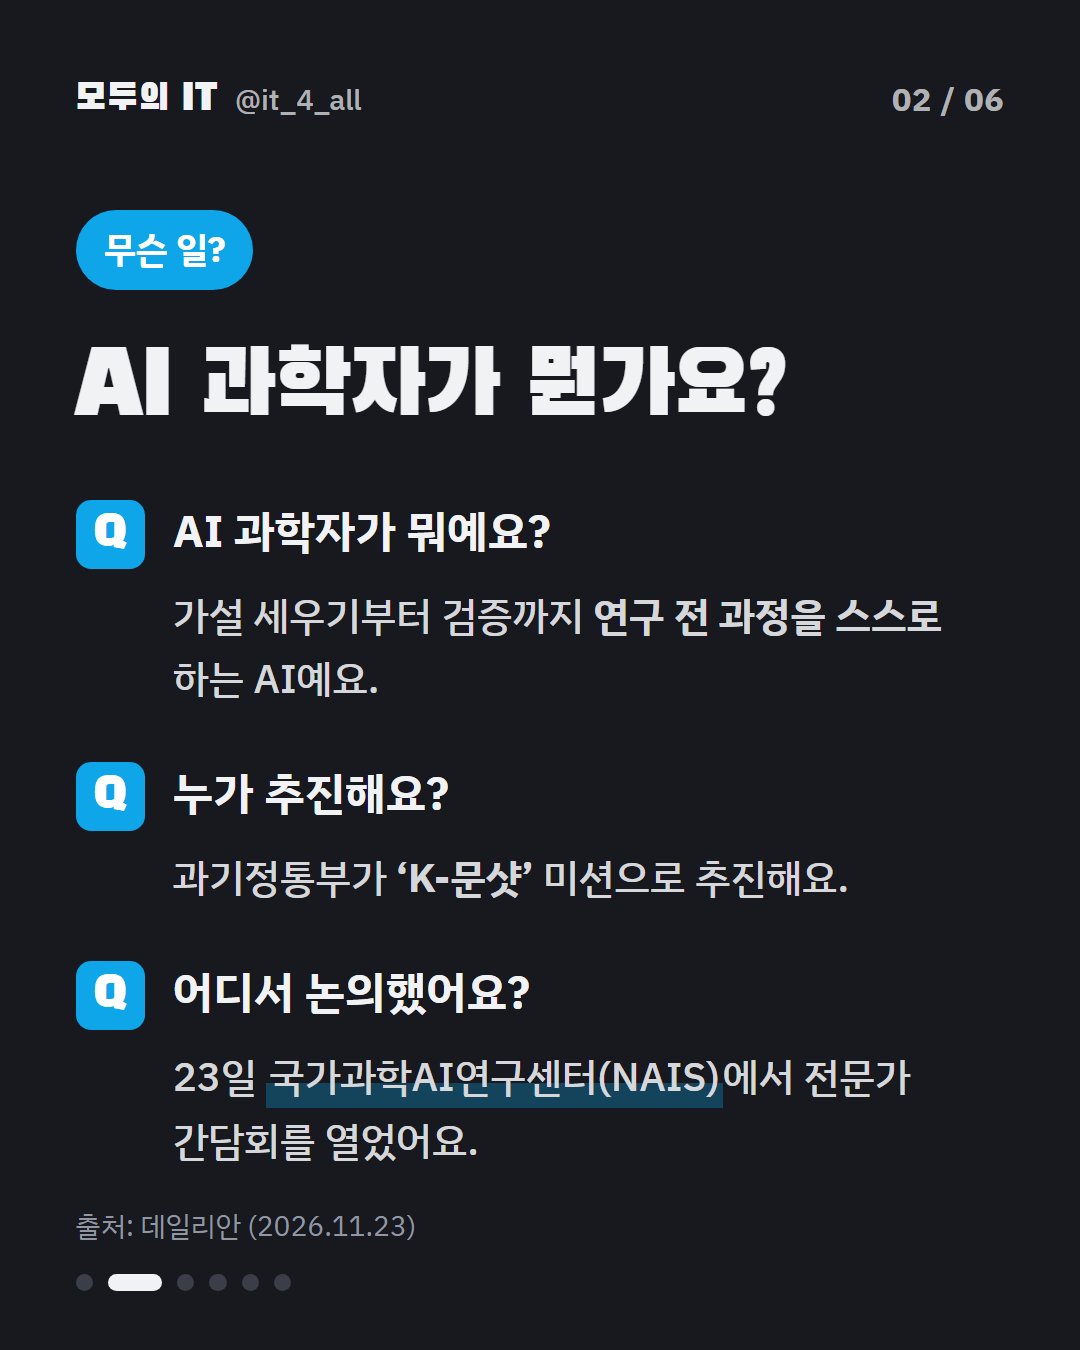 모두의 IT @it_4_all
02 / 06
무슨 일?
AI 과학자가 뭔가요?
Q AI 과학자가 뭐예요?
가설 세우기부터 검증까지 연구 전 과정을 스스로
하는 AI예요.
Q 누가 추진해요?
과기정통부가 ‘K-문샷’ 미션으로 추진해요.
Q 어디서 논의했어요?
23일 국가과학AI연구센터(NAIS)에서 전문가
간담회를 열었어요.
출처: 데일리안 (2026.11.23)